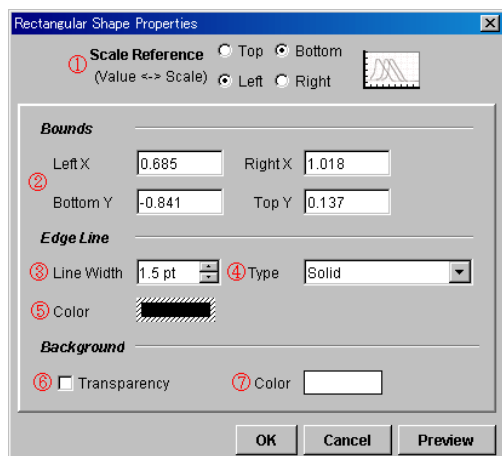 Rectangular Shape Properties
① Scale Reference Top Bottom
(Value <-> Scale) Left Right
Bounds
② Left X 0.685 Right X 1.018
Bottom Y -0.841 Top Y 0.137
Edge Line
③ Line Width 1.5 pt ④ Type Solid
⑤ Color
Background
⑥ Transparency ⑦ Color
OK Cancel Preview